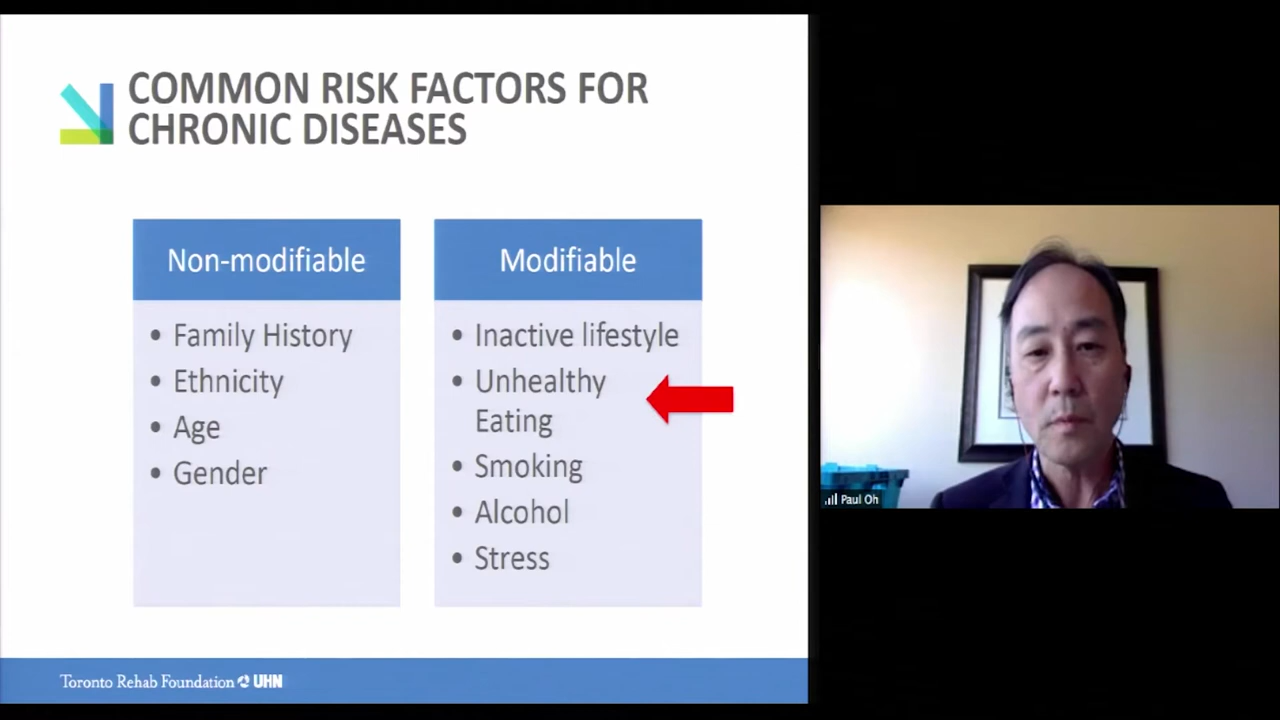 COMMON RISK FACTORS FOR
CHRONIC DISEASES
Non-modifiable
• Family History
• Ethnicity
• Age
• Gender
Modifiable
• Inactive lifestyle
• Unhealthy
Eating
• Smoking
• Alcohol
• Stress
Toronto Rehab Foundation UHN
Paul Oh